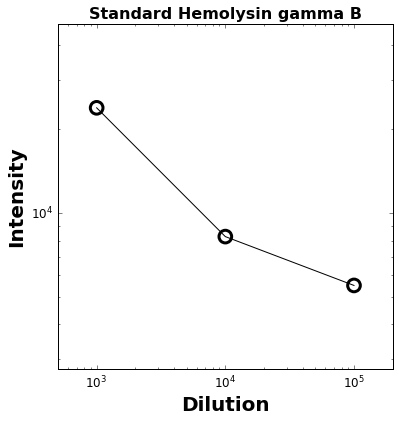 Standard Hemolysin gamma B
Intensity
10^4
10^3 10^4 10^5
Dilution